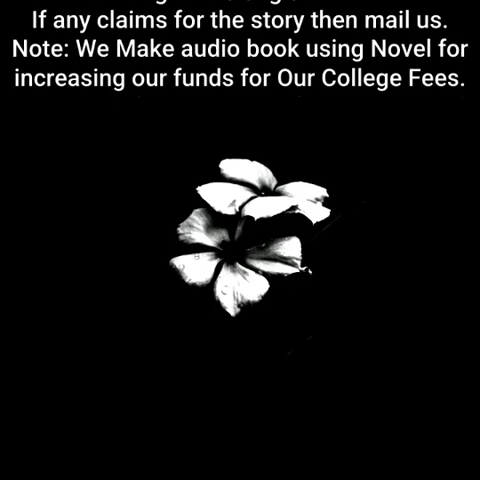 If any claims for the story then mail us.
Note: We Make audio book using Novel for
increasing our funds for Our College Fees.